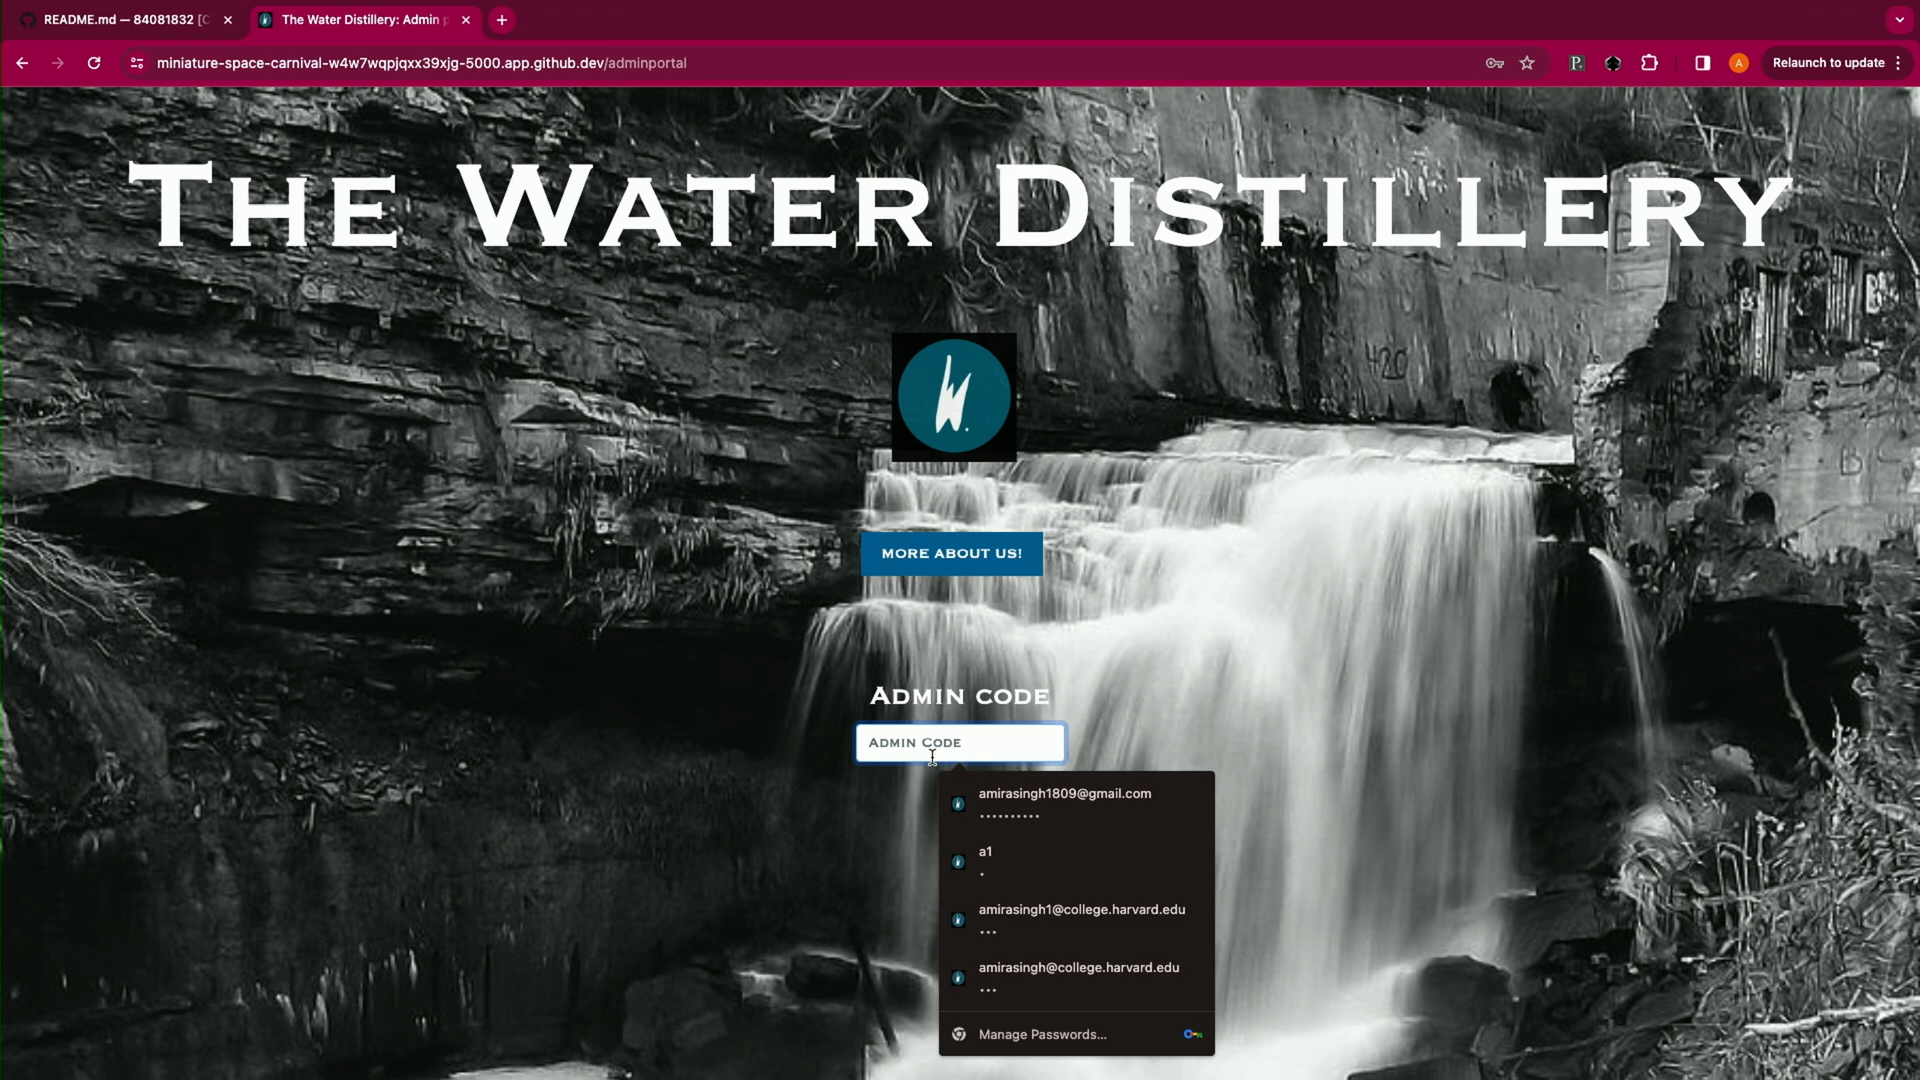 README.md — 84081832 [C
The Water Distillery: Admin p
miniature-space-carnival-w4w7wqpjqxx39xjg-5000.app.github.dev/adminportal
A
Relaunch to update
The Water Distillery
W.
420
MORE ABOUT US!
Admin code
Admin Code
amirasingh1809@gmail.com
••••••••••
a1
•
amirasingh1@college.harvard.edu
•••
amirasingh@college.harvard.edu
•••
Manage Passwords...